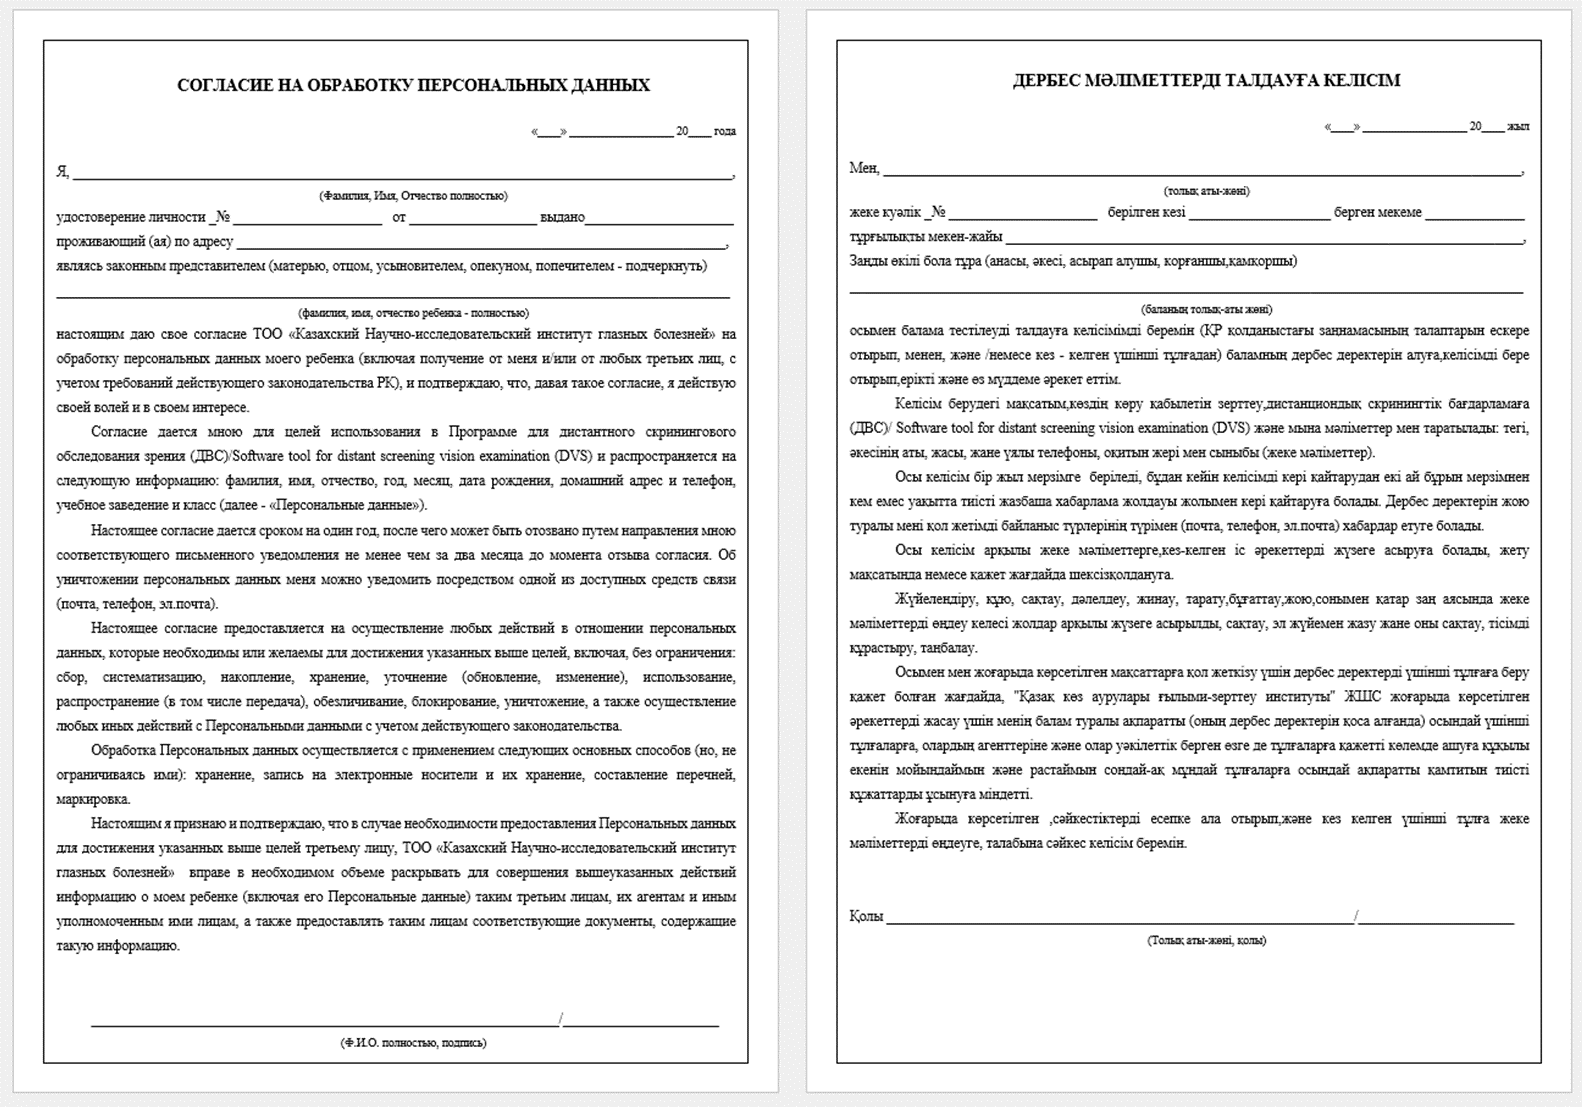 СОГЛАСИЕ НА ОБРАБОТКУ ПЕРСОНАЛЬНЫХ ДАННЫХ
«____» __________________ 20____ года
Я, ____________________________________________,
(Фамилия, Имя, Отчество полностью)
удостоверение личности _№ ____________________ от _________________ выдано____________________
проживающий (ая) по адресу ____________________________________________,
являясь законным представителем (матерью, отцом, усыновителем, опекуном, попечителем - подчеркнуть)
____________________________________________
(фамилия, имя, отчество ребенка - полностью)
настоящим даю свое согласие ТОО «Казахский Научно-исследовательский институт глазных болезней» на
обработку персональных данных моего ребенка (включая получение от меня и/или от любых третьих лиц, с
учетом требований действующего законодательства РК), и подтверждаю, что, давая такое согласие, я действую
своей волей и в своем интересе.
Согласие дается мною для целей использования в Программе для дистантного скринингового
обследования зрения (ДВС)/Software tool for distant screening vision examination (DVS) и распространяется на
следующую информацию: фамилия, имя, отчество, год, месяц, дата рождения, домашний адрес и телефон,
учебное заведение и класс (далее - «Персональные данные»).
Настоящее согласие дается сроком на один год, после чего может быть отозвано путем направления мною
соответствующего письменного уведомления не менее чем за два месяца до момента отзыва согласия. Об
уничтожении персональных данных меня можно уведомить посредством одной из доступных средств связи
(почта, телефон, эл.почта).
Настоящее согласие предоставляется на осуществление любых действий в отношении персональных
данных, которые необходимы или желаемы для достижения указанных выше целей, включая, без ограничения:
сбор, систематизацию, накопление, хранение, уточнение (обновление, изменение), использование,
распространение (в том числе передача), обезличивание, блокирование, уничтожение, а также осуществление
любых иных действий с Персональными данными с учетом действующего законодательства.
Обработка Персональных данных осуществляется с применением следующих основных способов (но, не
ограничиваясь ими): хранение, запись на электронные носители и их хранение, составление перечней,
маркировка.
Настоящим я признаю и подтверждаю, что в случае необходимости предоставления Персональных данных
для достижения указанных выше целей третьему лицу, ТОО «Казахский Научно-исследовательский институт
глазных болезней» вправе в необходимом объеме раскрывать для совершения вышеуказанных действий
информацию о моем ребенке (включая его Персональные данные) таким третьим лицам, их агентам и иным
уполномоченным ими лицам, а также предоставлять таким лицам соответствующие документы, содержащие
такую информацию.
____________________________________________/____________________
(Ф.И.О. полностью, подпись)
ДЕРБЕС МӘЛІМЕТТЕРДІ ТАЛДАУҒА КЕЛІСІМ
«____» __________________ 20____ жыл
Мен, ____________________________________________,
(толық аты-жөні)
жеке куәлік _№ ____________________ берілген кезі ___________________ берген мекеме ______________
тұрғылықты мекен-жайы ____________________________________________,
Заңды өкілі бола тұра (анасы, әкесі, асырап алушы, корғаншы,қамқоршы)
____________________________________________
(баланың толық-аты жөні)
осымен балама тестілеуді талдауға келісімімді беремін (ҚР қолданыстағы заңнамасының талаптарын ескере
отырып, менен, және /немесе кез - келген үшінші тұлғадан) баламның дербес деректерін алуға,келісімді бере
отырып,ерікті және өз мүддеме әрекет еттім.
Келісім берудегі мақсатым,көздің көру қабылетін зерттеу,дистанциондық скринингтік бағдарламаға
(ДВС)/ Software tool for distant screening vision examination (DVS) және мына мәліметтер мен таратылады: тегі,
әкесінің аты, жасы, жане ұялы телефоны, оқитын жері мен сыныбы (жеке мәліметтер).
Осы келісім бір жыл мерзімге беріледі, бұдан кейін келісімді кері қайтарудан екі ай бұрын мерзімнен
кем емес уақытта тиісті жазбаша хабарлама жолдауы жолымен кері қайтаруға болады. Дербес деректерін жою
туралы мені қол жетімді байланыс түрлерінің түрімен (почта, телефон, эл.почта) хабардар етуге болады.
Осы келісім арқылы жеке мәліметтерге,кез-келген іс әрекеттерді жүзеге асыруға болады, жету
мақсатында немесе қажет жағдайда шексізқолдануга.
Жүйелендіру, құю, сақтау, дәлелдеу, жинау, тарату,бұғаттау,жою,сонымен қатар заң аясында жеке
мәліметтерді өңдеу келесі жолдар арқылы жүзеге асырылды, сақтау, эл жүйемен жазу жане оны сақтау, тісімді
құрастыру, танбалау.
Осымен мен жоғарыда көрсетілген мақсаттарға қол жеткізу үшін дербес деректерді үшінші тұлғаға беру
қажет болған жағдайда, "Қазақ көз аурулары ғылыми-зерттеу институты" ЖШС жоғарыда көрсетілген
әрекеттерді жасау үшін менің балам туралы ақпаратты (оның дербес деректерін қоса алғанда) осындай үшінші
тұлғаларға, олардың агенттеріне және олар уәкілеттік берген өзге де тұлғаларға қажетті көлемде ашуға құқылы
екенін мойындаймын және растаймын сондай-ақ мұндай тұлғаларға осындай ақпаратты қамтитын тиісті
құжаттарды ұсынуға міндетті.
Жоғарыда көрсетілген ,сәйкестіктерді есепке ала отырып,және кез келген үшінші тұлға жеке
мәліметтерді өңдеуге, талабына сәйкес келісім беремін.
Қолы ____________________________________________/____________________
(Толық аты-жөні, қолы)